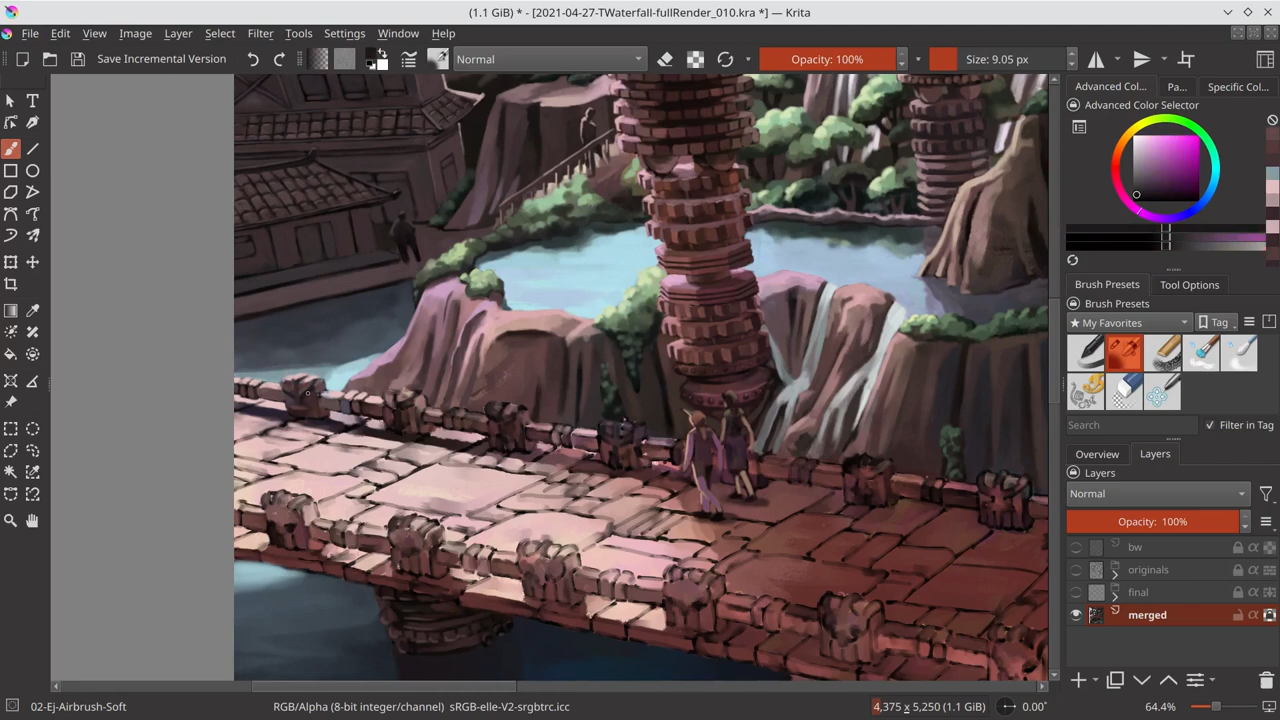 (1.1 GiB) * - [2021-04-27-TWaterfall-fullRender_010.kra *] — Krita
File Edit View Image Layer Select Filter Tools Settings Window Help
Save Incremental Version Normal Opacity: 100% Size: 9.05 px
Advanced Col... Pa... Specific Col...
Advanced Color Selector
Brush Presets Tool Options
Brush Presets
★ My Favorites Tag
Search Filter in Tag
Overview Layers
Layers
Normal
Opacity: 100%
bw
originals
final
merged
02-Ej-Airbrush-Soft RGB/Alpha (8-bit integer/channel) sRGB-elle-V2-srgbtrc.icc 4,375 x 5,250 (1.1 GiB) 0.00° 64.4%